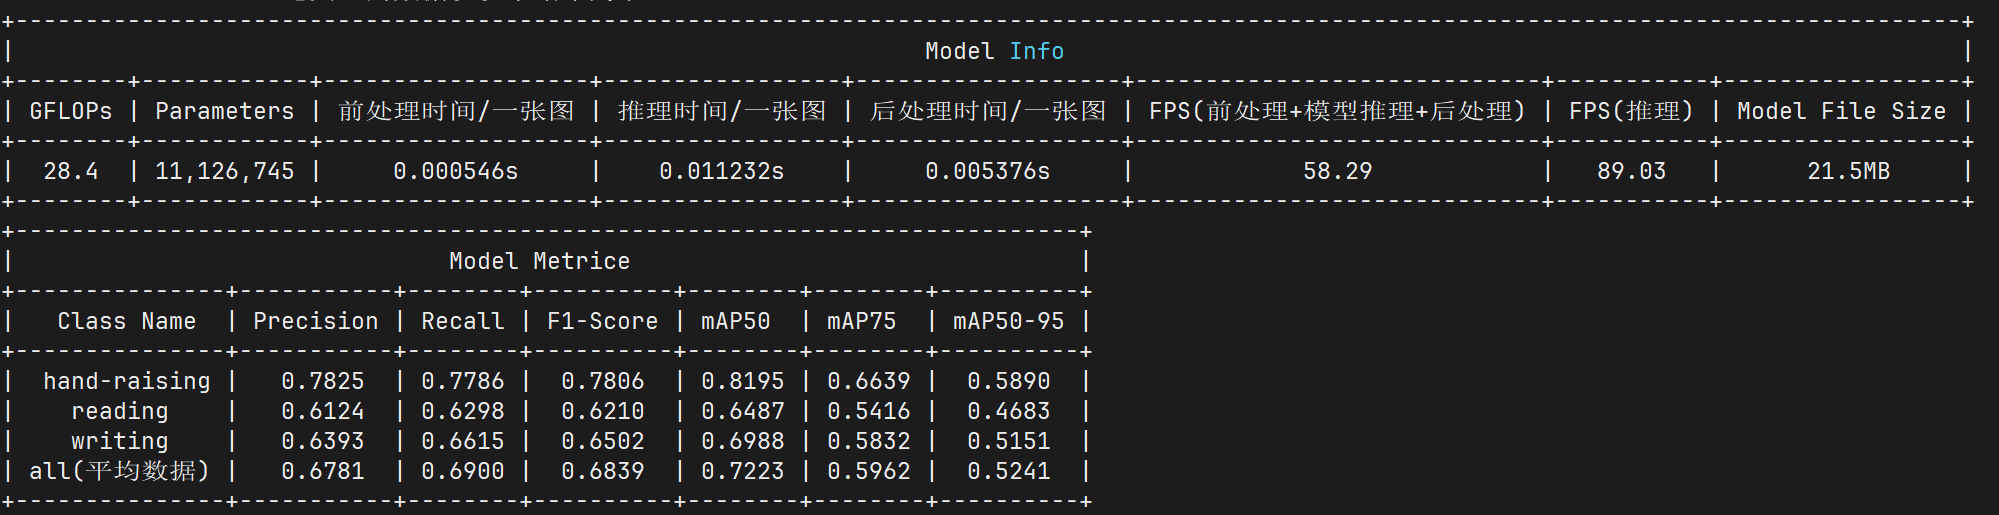 Model Info
| GFLOPs | Parameters | 前处理时间/一张图 | 推理时间/一张图 | 后处理时间/一张图 | FPS(前处理+模型推理+后处理) | FPS(推理) | Model File Size |
| 28.4 | 11,126,745 | 0.000546s | 0.011232s | 0.005376s | 58.29 | 89.03 | 21.5MB |
Model Metrice
| Class Name | Precision | Recall | F1-Score | mAP50 | mAP75 | mAP50-95 |
| hand-raising | 0.7825 | 0.7786 | 0.7806 | 0.8195 | 0.6639 | 0.5890 |
| reading | 0.6124 | 0.6298 | 0.6210 | 0.6487 | 0.5416 | 0.4683 |
| writing | 0.6393 | 0.6615 | 0.6502 | 0.6988 | 0.5832 | 0.5151 |
| all(平均数据) | 0.6781 | 0.6900 | 0.6839 | 0.7223 | 0.5962 | 0.5241 |